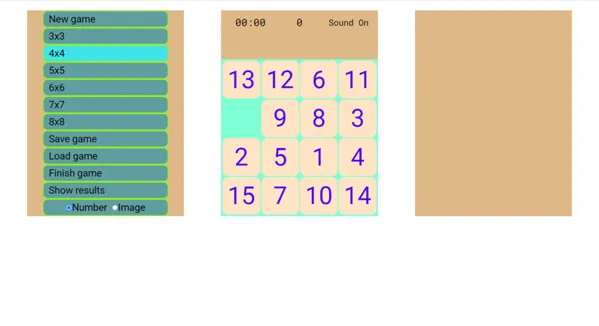 New game
3x3
4x4
5x5
6x6
7x7
8x8
Save game
Load game
Finish game
Show results
Number Image
00:00 0 Sound On
13 12 6 11
9 8 3
2 5 1 4
15 7 10 14